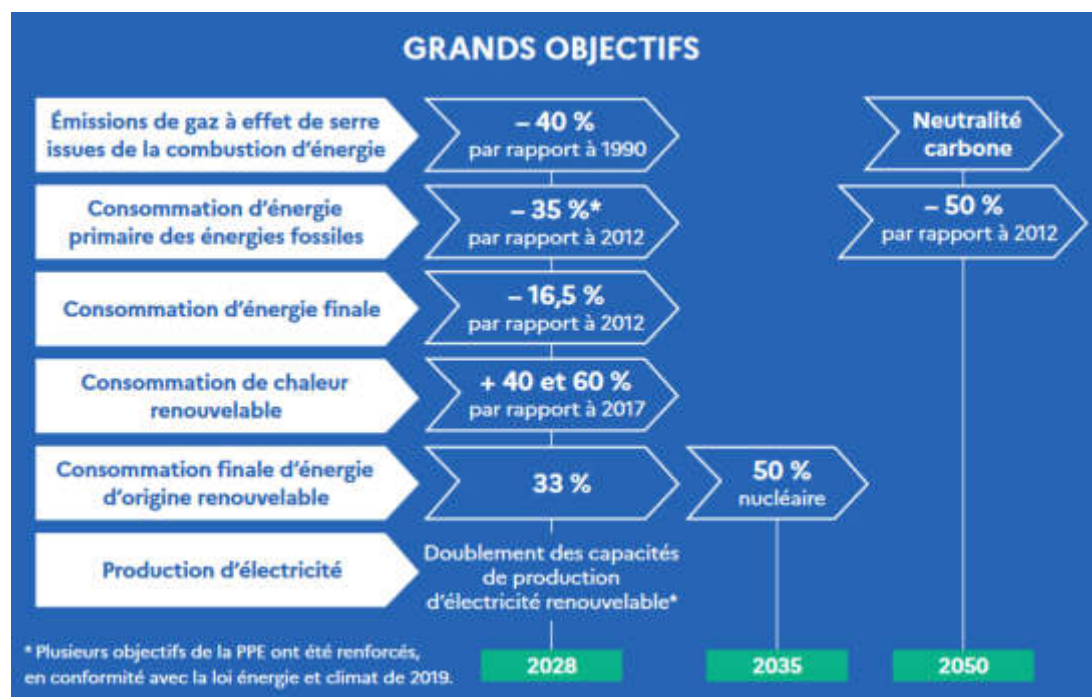 GRANDS OBJECTIFS
Émissions de gaz à effet de serre
issues de la combustion d'énergie
– 40 %
par rapport à 1990
Neutralité
carbone
Consommation d'énergie
primaire des énergies fossiles
– 35 %*
par rapport à 2012
– 50 %
par rapport à 2012
Consommation d'énergie finale
– 16,5 %
par rapport à 2012
Consommation de chaleur
renouvelable
+ 40 et 60 %
par rapport à 2017
Consommation finale d'énergie
d'origine renouvelable
33 %
50 %
nucléaire
Production d'électricité
Doublement des capacités
de production
d'électricité renouvelable*
* Plusieurs objectifs de la PPE ont été renforcés,
en conformité avec la loi énergie et climat de 2019.
2028
2035
2050